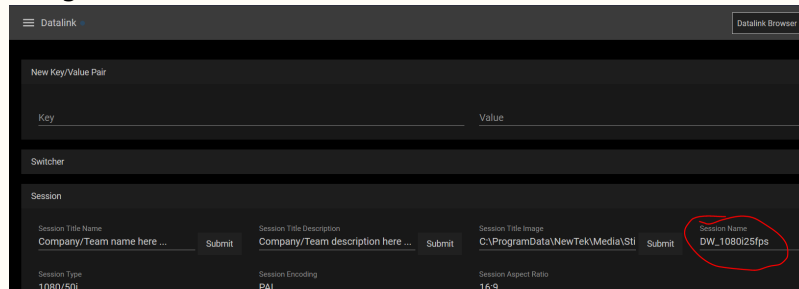 Datalink
Datalink Browser
New Key/Value Pair
Key
Value
Switcher
Session
Session Title Name
Session Title Description
Session Title Image
Session Name
Company/Team name here ...
Submit
Company/Team description here ...
Submit
C:\ProgramData\NewTek\Media\Sti
Submit
DW_1080i25fps
Session Type
Session Encoding
Session Aspect Ratio
1080/50i
PAL
16:9